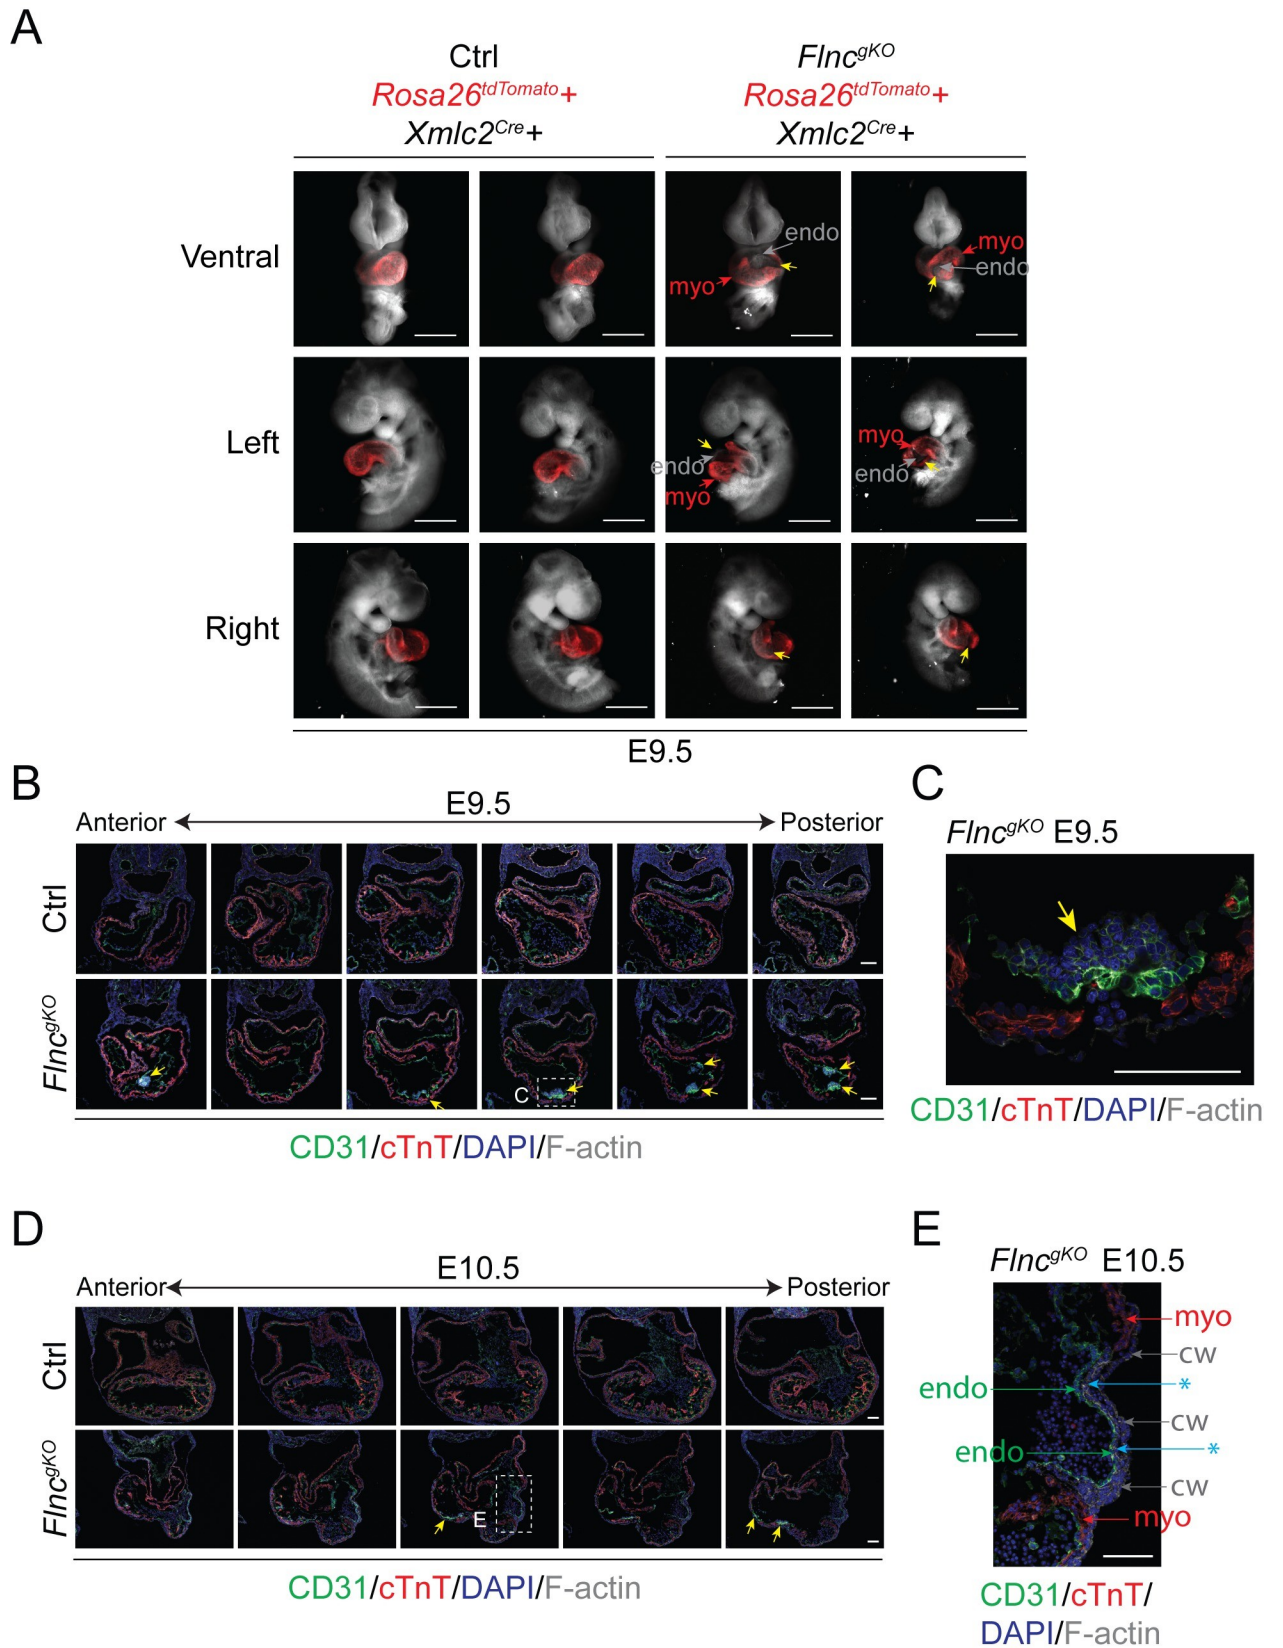 A
Ctrl
Rosa26tdTomato+
Xmlc2Cre+
FlncgKO
Rosa26tdTomato+
Xmlc2Cre+
Ventral
endo
myo
myo
endo
Left
endo
myo
myo
endo
Right
E9.5
B
E9.5
Anterior
Posterior
Ctrl
FlncgKO
C
CD31/cTnT/DAPI/F-actin
C
FlncgKO E9.5
CD31/cTnT/DAPI/F-actin
D
E10.5
Anterior
Posterior
Ctrl
FlncgKO
E
CD31/cTnT/DAPI/F-actin
E
FlncgKO E10.5
myo
cw
endo
*
cw
endo
*
cw
myo
CD31/cTnT/
DAPI/F-actin